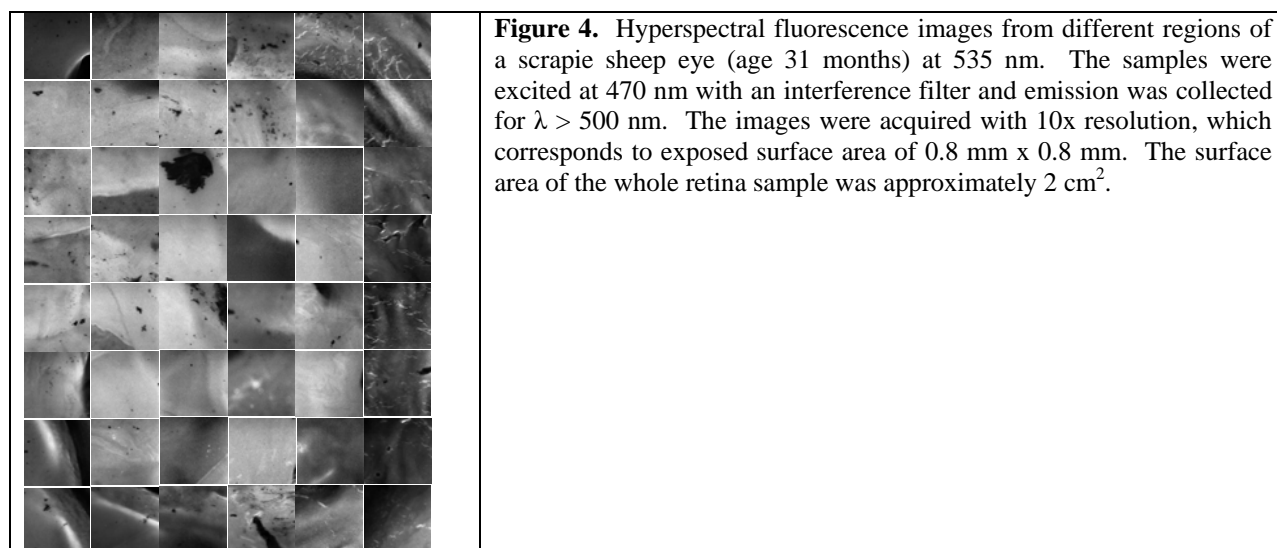 Figure 4. Hyperspectral fluorescence images from different regions of
a scrapie sheep eye (age 31 months) at 535 nm. The samples were
excited at 470 nm with an interference filter and emission was collected
for λ > 500 nm. The images were acquired with 10x resolution, which
corresponds to exposed surface area of 0.8 mm x 0.8 mm. The surface
area of the whole retina sample was approximately 2 cm².